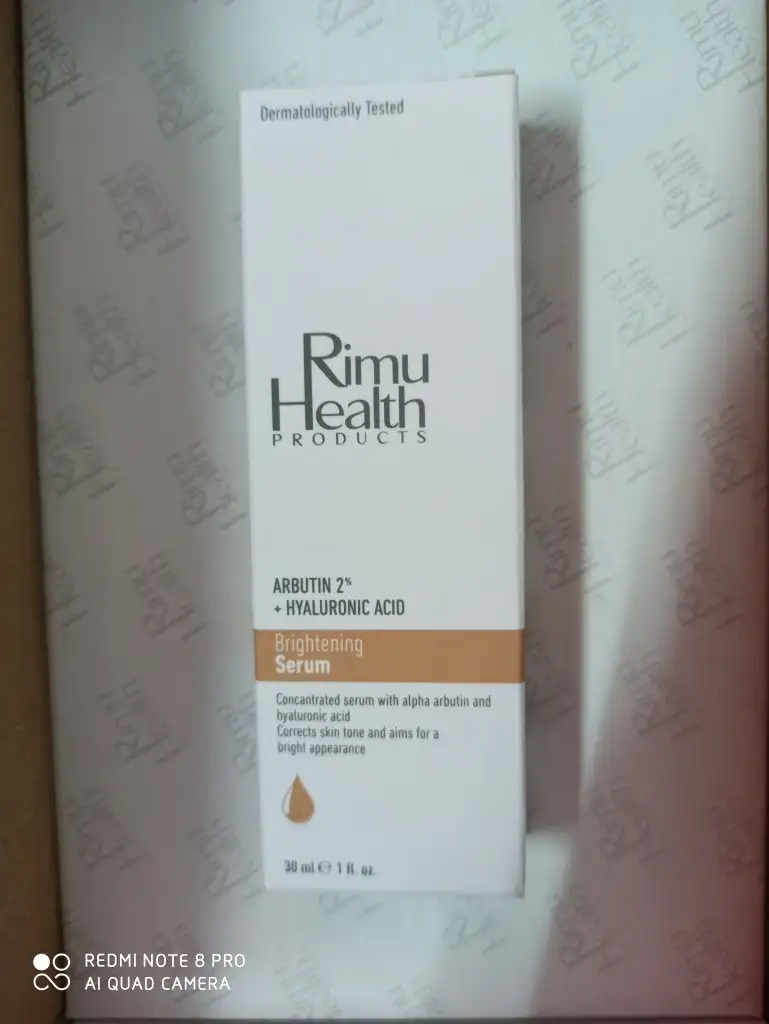 Dermatologically Tested
Rimu
Health
PRODUCTS
ARBUTIN 2%
+ HYALURONIC ACID
Brightening
Serum
Concantrated serum with alpha arbutin and
hyaluronic acid
Corrects skin tone and aims for a
bright appearance
30 ml ℮ 1 fl. oz.
REDMI NOTE 8 PRO
AI QUAD CAMERA